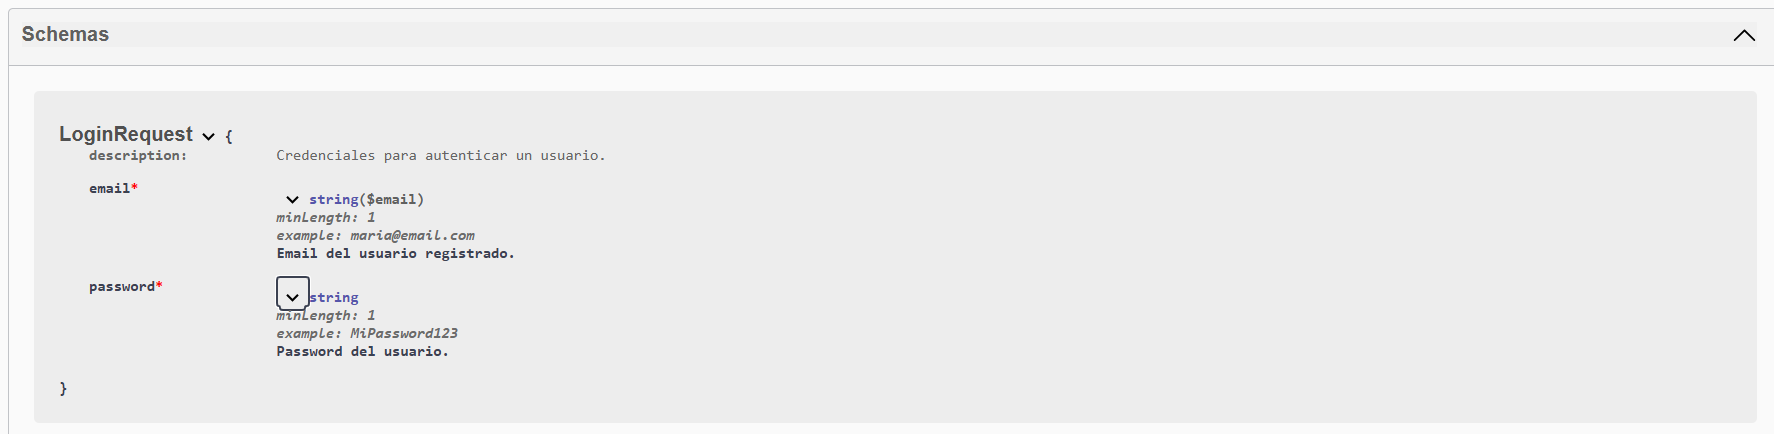 Schemas
LoginRequest {
description: Credenciales para autenticar un usuario.
email*
string($email)
minLength: 1
example: maria@email.com
Email del usuario registrado.
password*
string
minLength: 1
example: MiPassword123
Password del usuario.
}